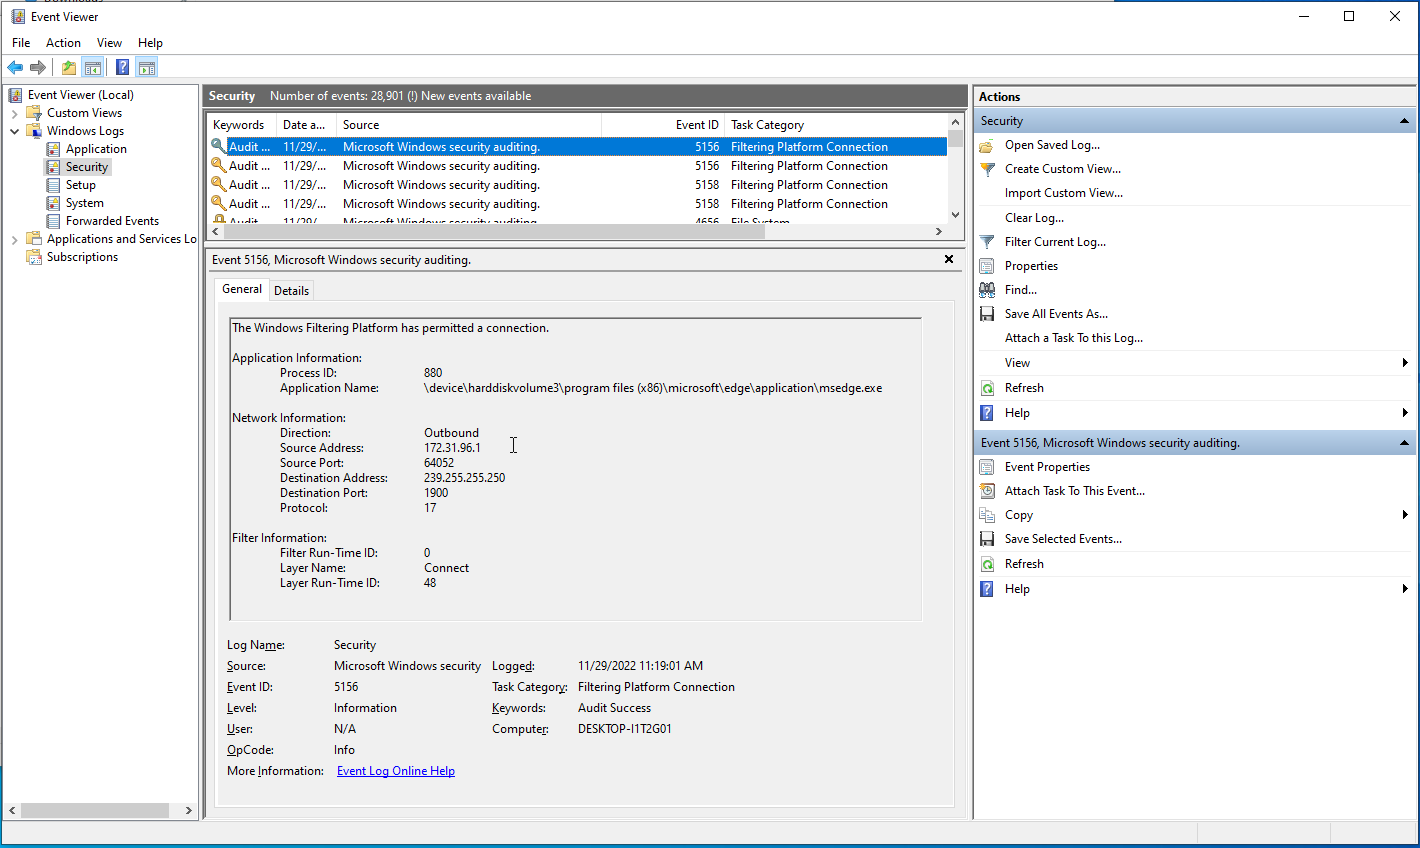 Event Viewer
File Action View Help
Event Viewer (Local)
Custom Views
Windows Logs
Application
Security
Setup
System
Forwarded Events
Applications and Services Lo
Subscriptions
Security Number of events: 28,901 (!) New events available
Keywords Date a... Source Event ID Task Category
Audit ... 11/29/... Microsoft Windows security auditing. 5156 Filtering Platform Connection
Audit ... 11/29/... Microsoft Windows security auditing. 5156 Filtering Platform Connection
Audit ... 11/29/... Microsoft Windows security auditing. 5158 Filtering Platform Connection
Audit ... 11/29/... Microsoft Windows security auditing. 5158 Filtering Platform Connection
Audit ... 11/29/... Microsoft Windows security auditing. 4656 File System
Event 5156, Microsoft Windows security auditing.
General Details
The Windows Filtering Platform has permitted a connection.
Application Information:
Process ID: 880
Application Name: \device\harddiskvolume3\program files (x86)\microsoft\edge\application\msedge.exe
Network Information:
Direction: Outbound
Source Address: 172.31.96.1
Source Port: 64052
Destination Address: 239.255.255.250
Destination Port: 1900
Protocol: 17
Filter Information:
Filter Run-Time ID: 0
Layer Name: Connect
Layer Run-Time ID: 48
Log Name: Security
Source: Microsoft Windows security Logged: 11/29/2022 11:19:01 AM
Event ID: 5156 Task Category: Filtering Platform Connection
Level: Information Keywords: Audit Success
User: N/A Computer: DESKTOP-I1T2G01
OpCode: Info
More Information: Event Log Online Help
Actions
Security
Open Saved Log...
Create Custom View...
Import Custom View...
Clear Log...
Filter Current Log...
Properties
Find...
Save All Events As...
Attach a Task To this Log...
View
Refresh
Help
Event 5156, Microsoft Windows security auditing.
Event Properties
Attach Task To This Event...
Copy
Save Selected Events...
Refresh
Help